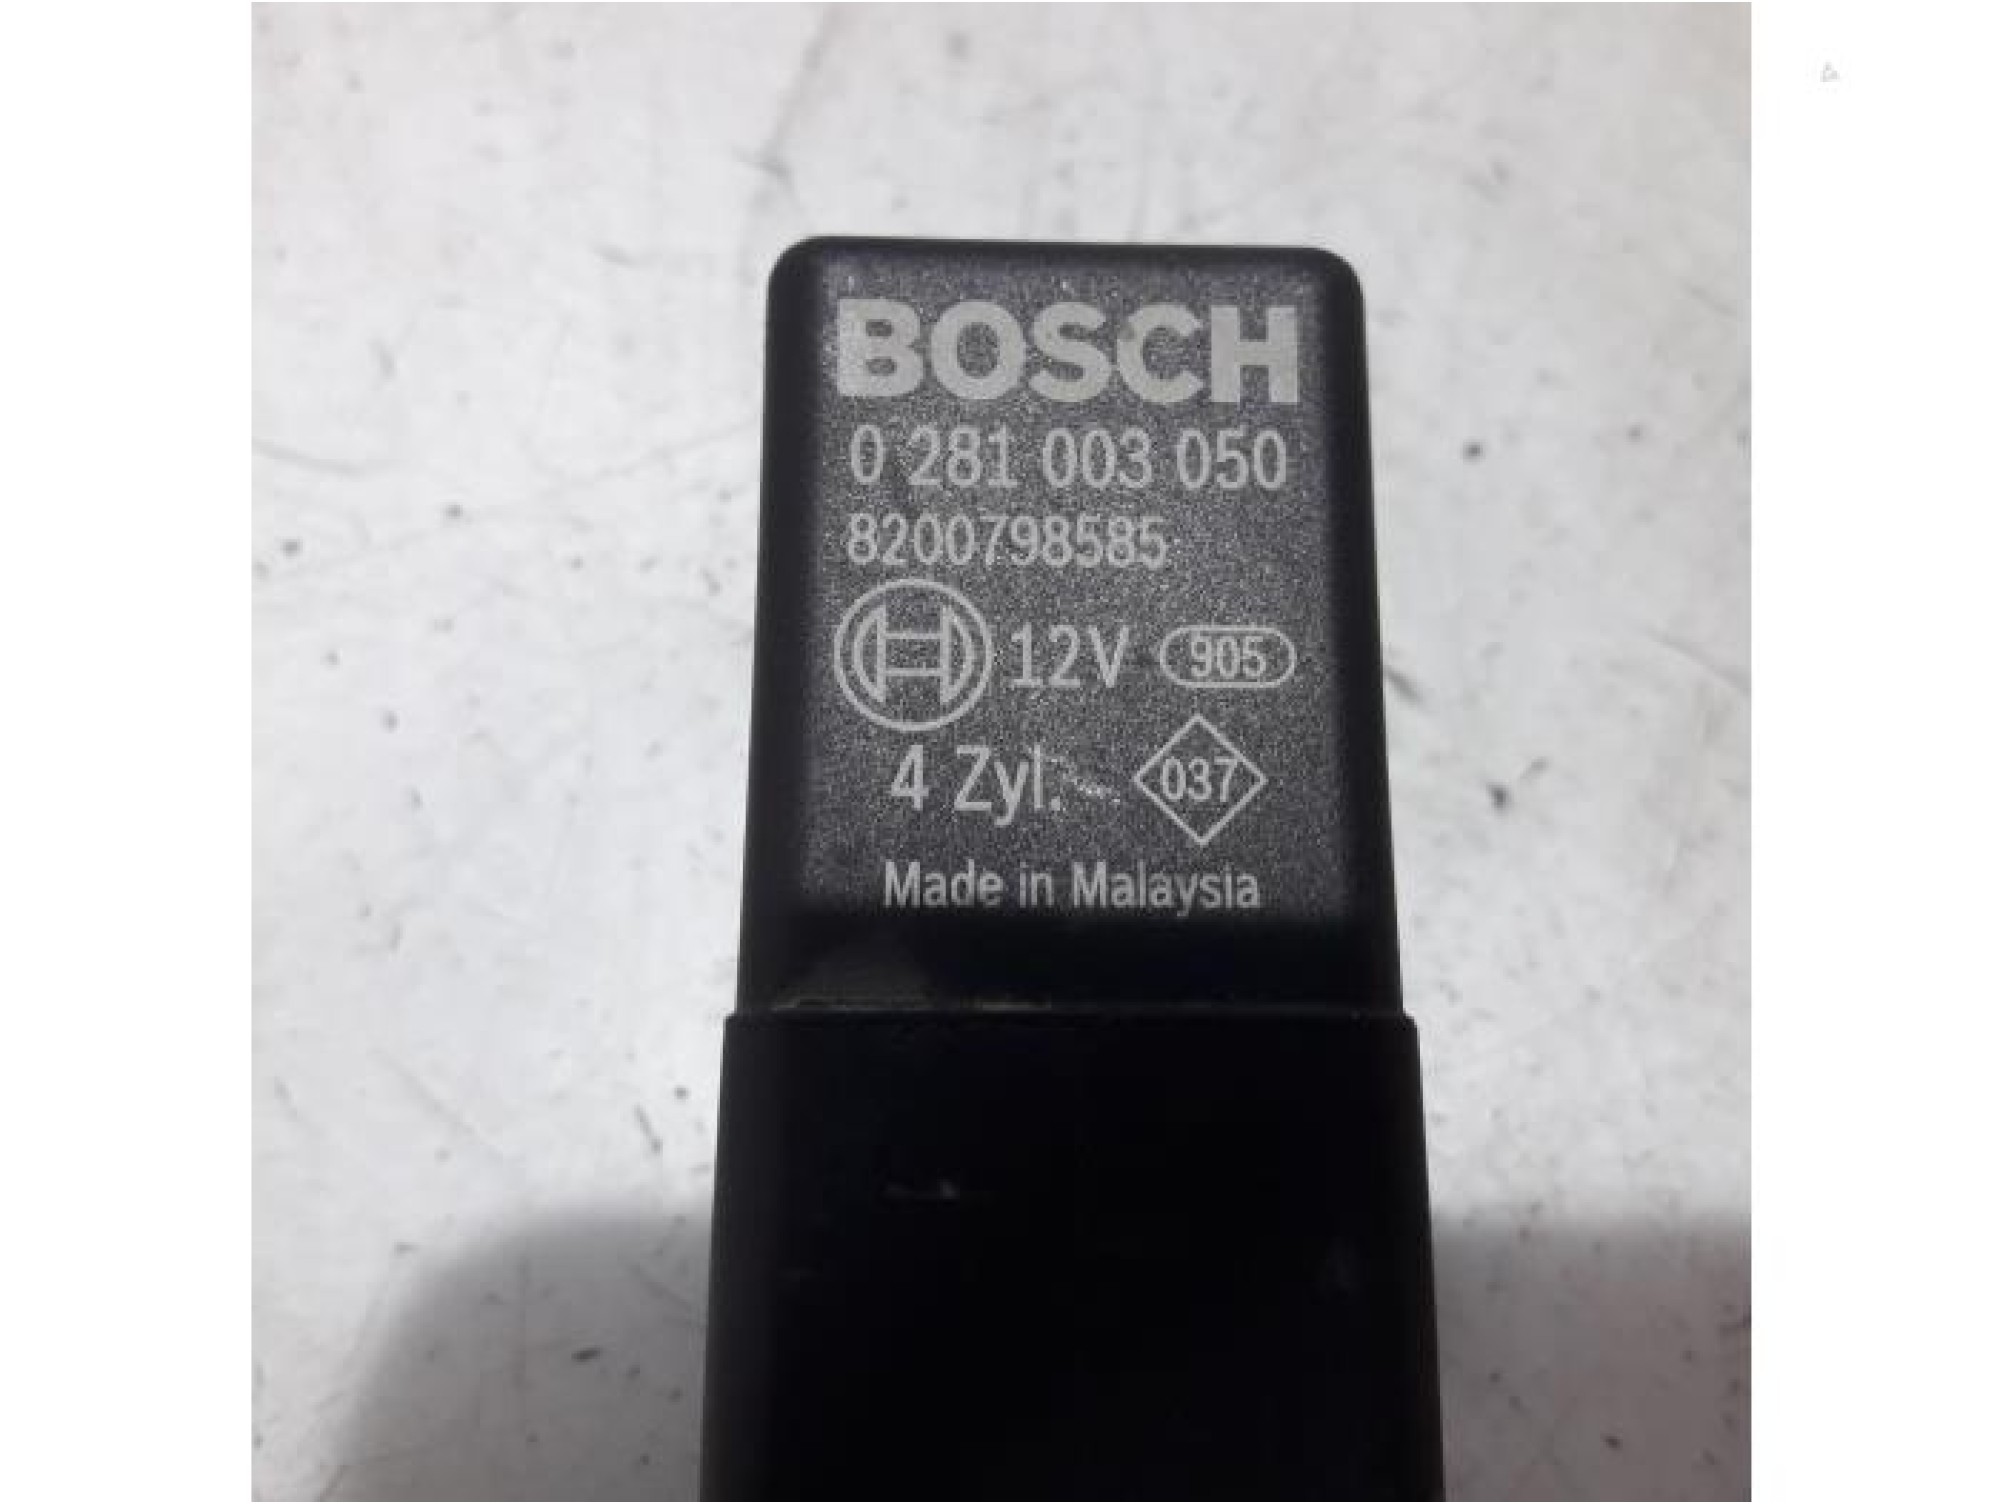 BOSCH
0 281 003 050
8200798585
12V 905
4 Zyl. 037
Made in Malaysia